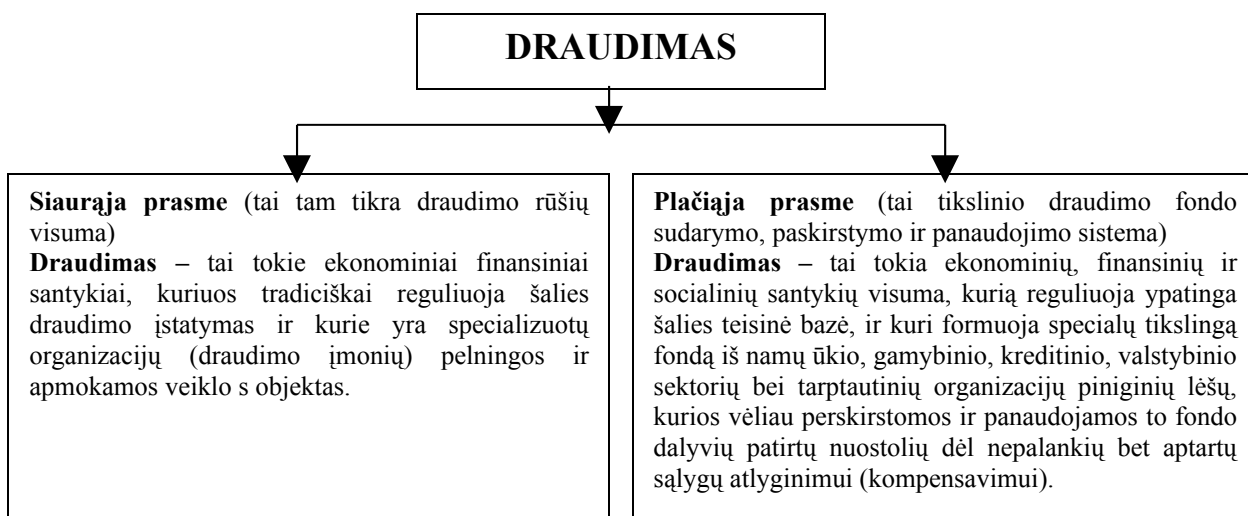 DRAUDIMAS
Siaurąja prasme (tai tam tikra draudimo rūšių
visuma)
Draudimas – tai tokie ekonominiai finansiniai
santykiai, kuriuos tradiciškai reguliuoja šalies
draudimo įstatymas ir kurie yra specializuotų
organizacijų (draudimo įmonių) pelningos ir
apmokamos veiklo s objektas.
Plačiąja prasme (tai tikslinio draudimo fondo
sudarymo, paskirstymo ir panaudojimo sistema)
Draudimas – tai tokia ekonominių, finansinių ir
socialinių santykių visuma, kurią reguliuoja ypatinga
šalies teisinė bazė, ir kuri formuoja specialų tikslingą
fondą iš namų ūkio, gamybinio, kreditinio, valstybinio
sektorių bei tarptautinių organizacijų piniginių lėšų,
kurios vėliau perskirstomos ir panaudojamos to fondo
dalyvių patirtų nuostolių dėl nepalankių bet aptartų
sąlygų atlyginimui (kompensavimui).